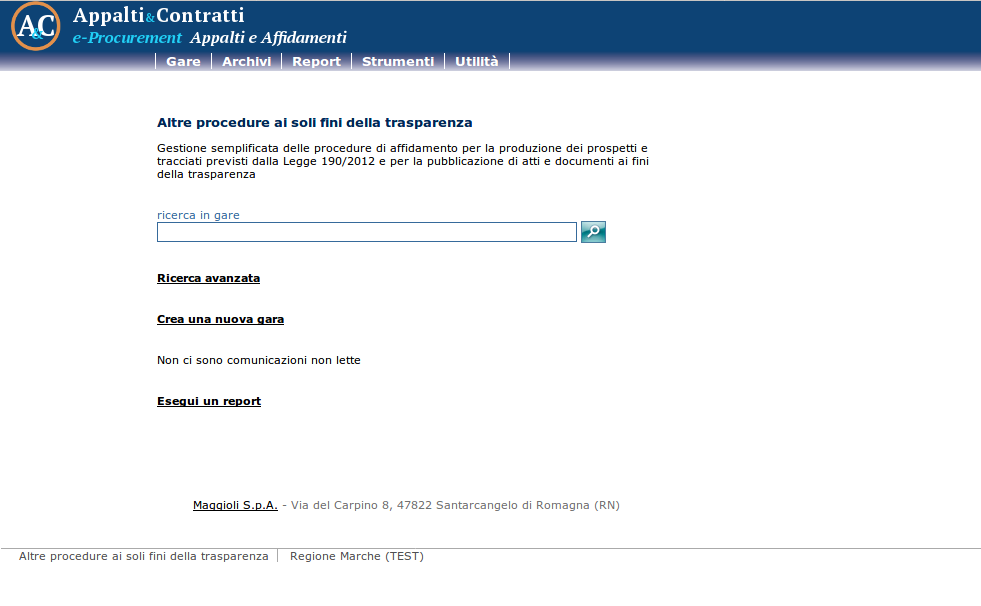 A&C
Appalti&Contratti
e-Procurement Appalti e Affidamenti
Gare Archivi Report Strumenti Utilità
Altre procedure ai soli fini della trasparenza
Gestione semplificata delle procedure di affidamento per la produzione dei prospetti e
tracciati previsti dalla Legge 190/2012 e per la pubblicazione di atti e documenti ai fini
della trasparenza
ricerca in gare
Ricerca avanzata
Crea una nuova gara
Non ci sono comunicazioni non lette
Esegui un report
Maggioli S.p.A. - Via del Carpino 8, 47822 Santarcangelo di Romagna (RN)
Altre procedure ai soli fini della trasparenza Regione Marche (TEST)